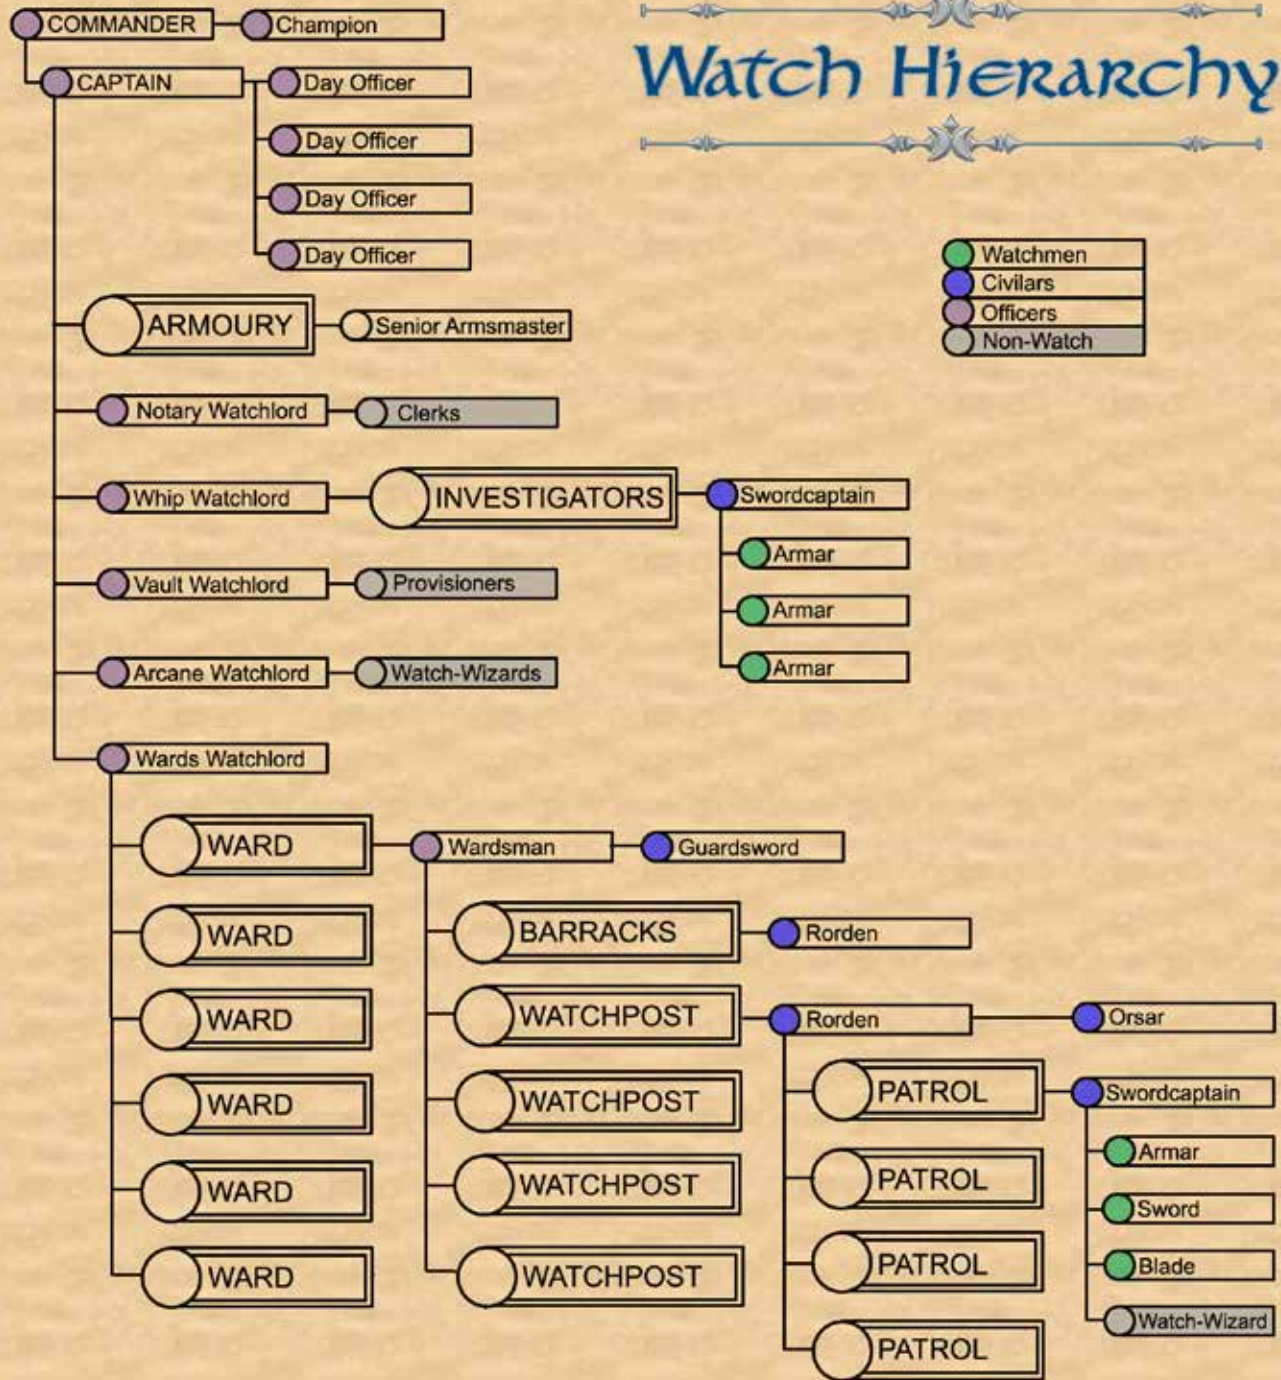 COMMANDER
Champion
Watch Hierarchy
CAPTAIN
Day Officer
Day Officer
Day Officer
Day Officer
Watchmen
Civilars
Officers
Non-Watch
ARMOURY
Senior Armsmaster
Notary Watchlord
Clerks
Whip Watchlord
INVESTIGATORS
Swordcaptain
Armar
Armar
Armar
Vault Watchlord
Provisioners
Arcane Watchlord
Watch-Wizards
Wards Watchlord
WARD
Wardsman
Guardsword
WARD
BARRACKS
Rorden
WARD
WATCHPOST
Rorden
Orsar
WARD
WATCHPOST
PATROL
Swordcaptain
Armar
WARD
WATCHPOST
PATROL
Sword
WARD
WATCHPOST
PATROL
Blade
Watch-Wizard
PATROL